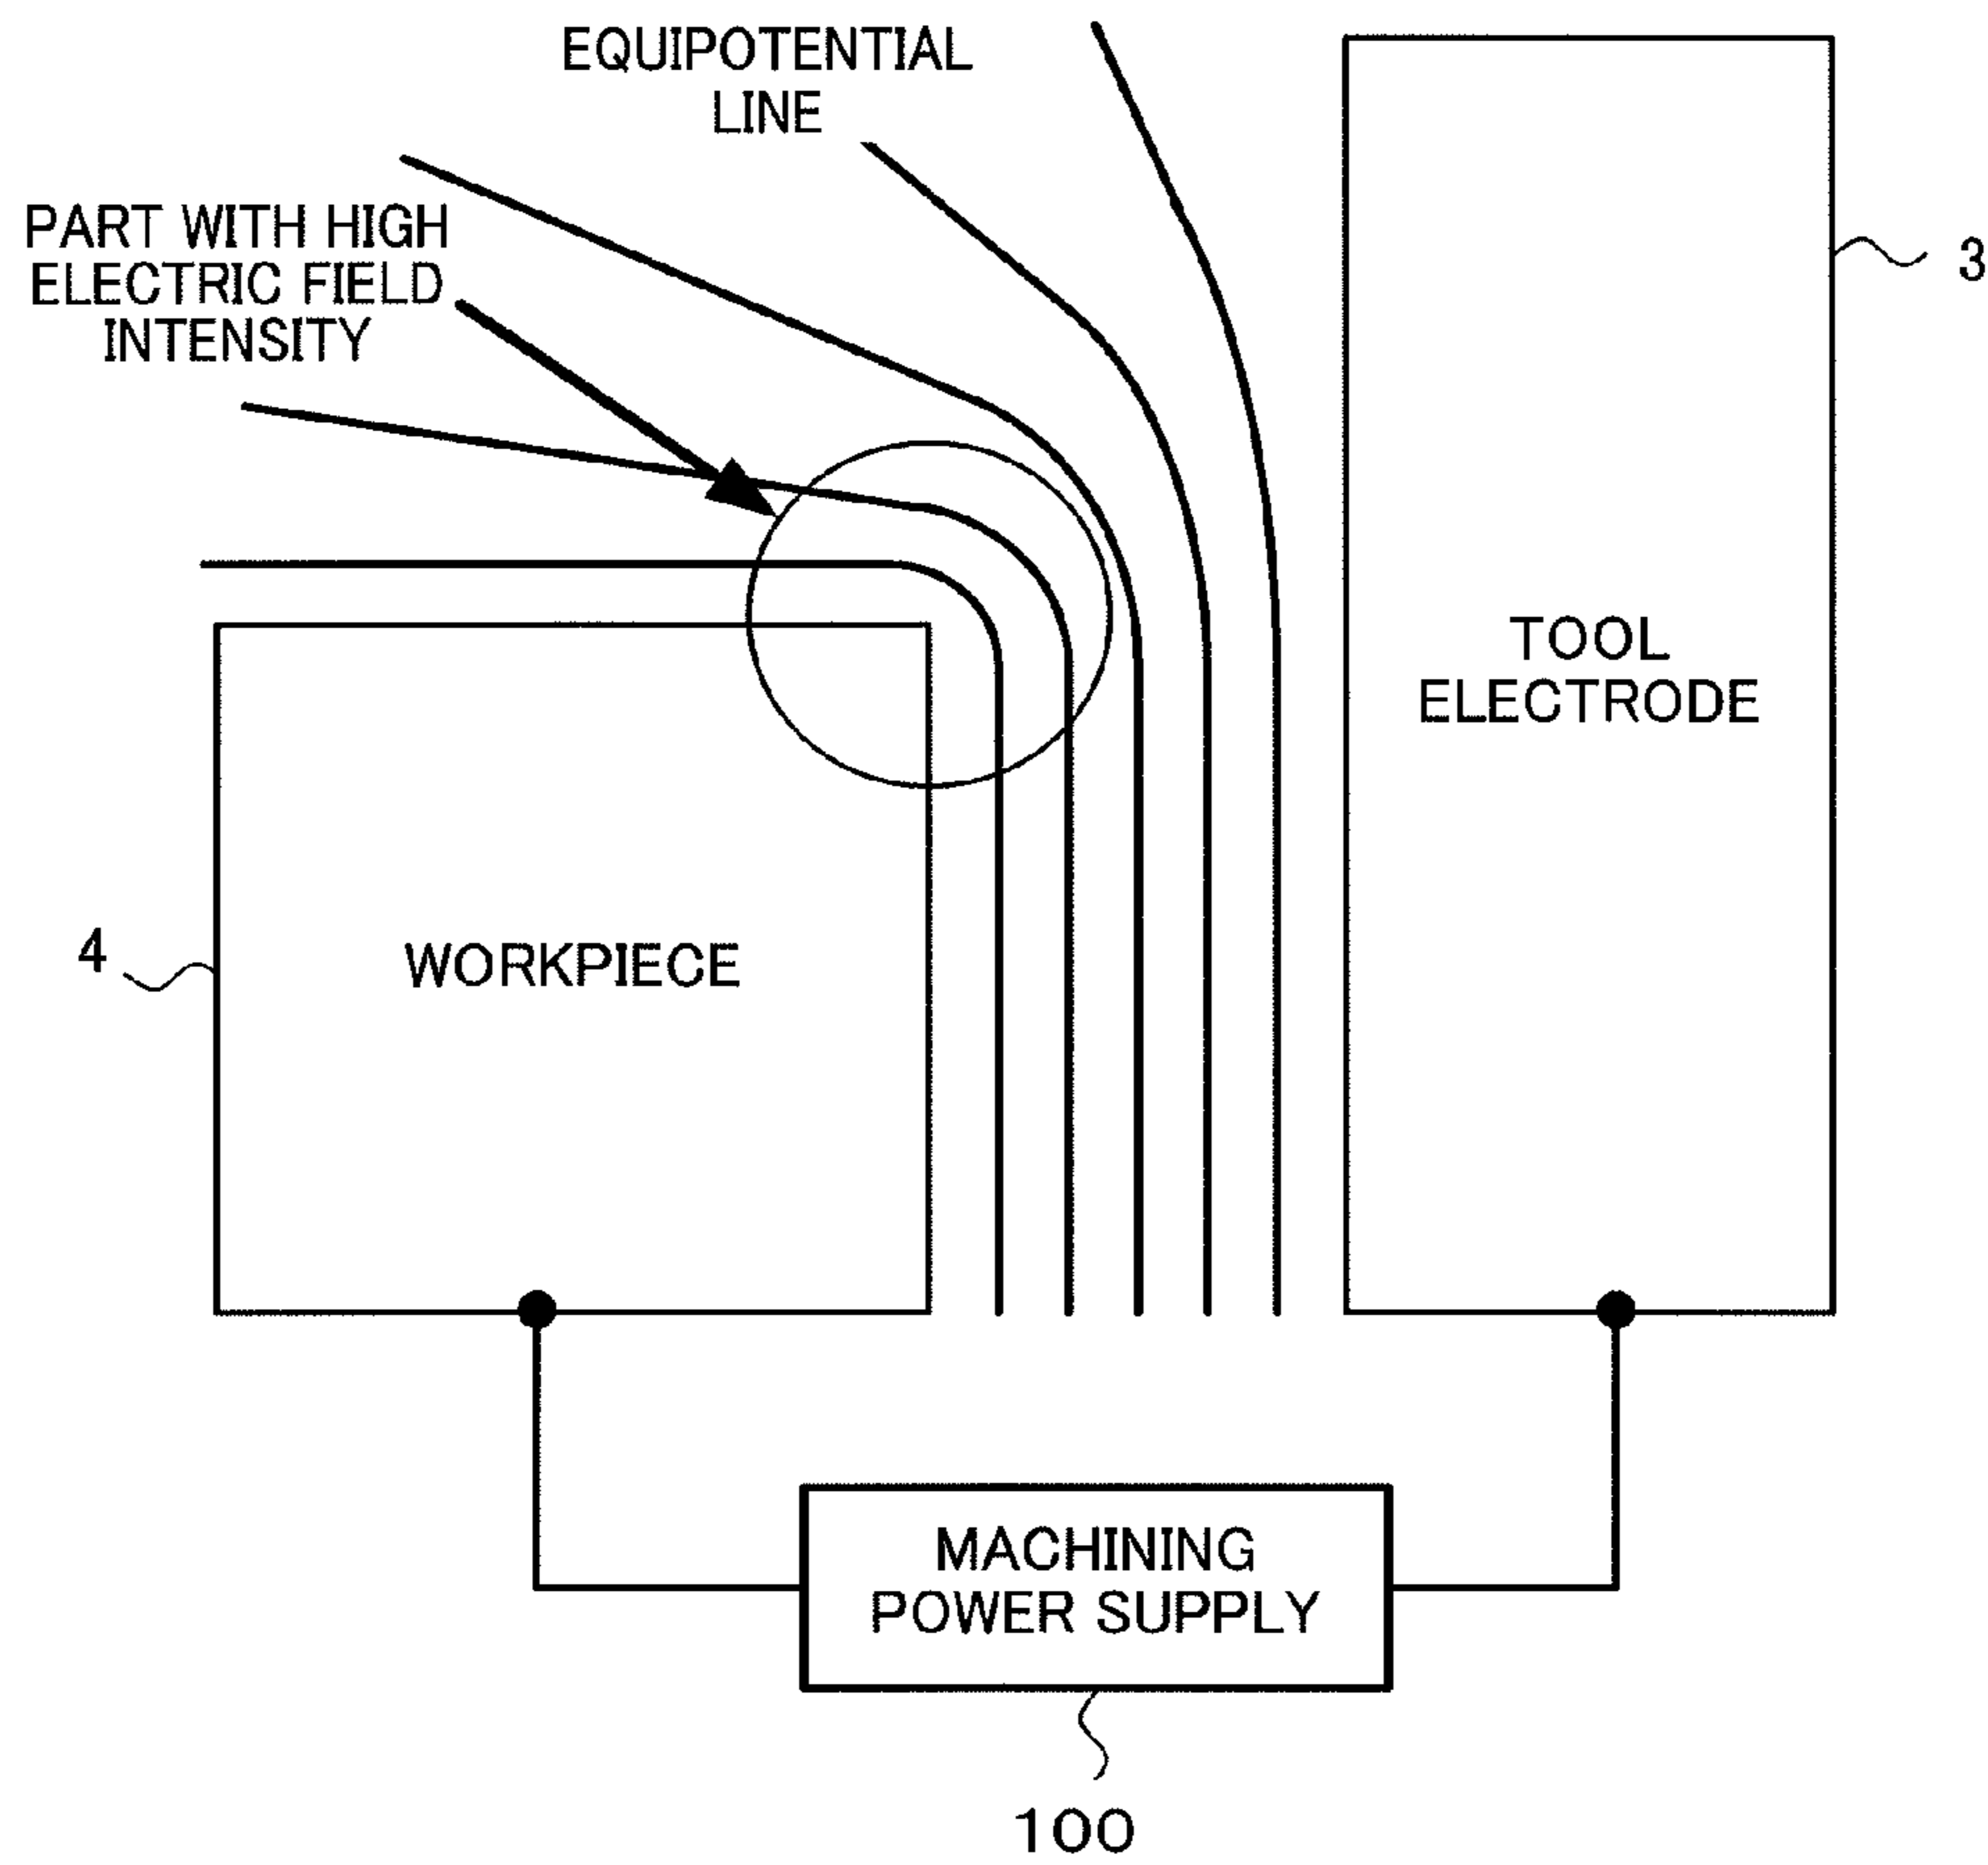 EQUIPOTENTIAL
LINE
PART WITH HIGH
ELECTRIC FIELD
INTENSITY
3
TOOL
ELECTRODE
4
WORKPIECE
MACHINING
POWER SUPPLY
100